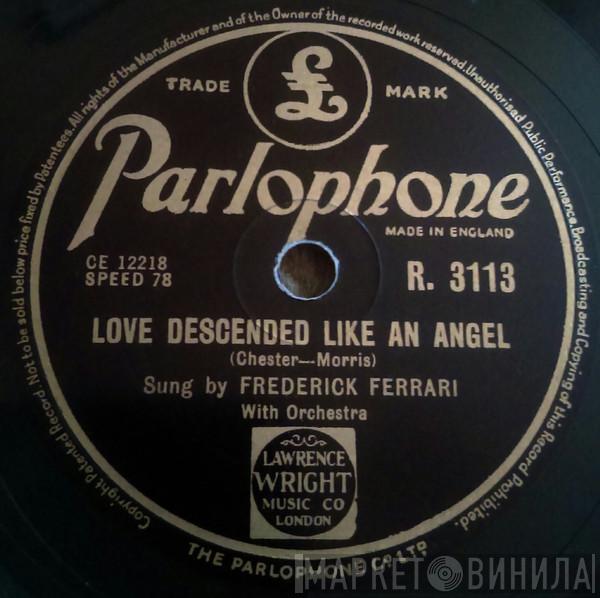 Copyright Patented Record. Not to be sold below price fixed by Patentees. All rights of the Manufacturer and of the Owner of the recorded work reserved. Unauthorised Public Performance, Broadcasting and Copying of this Record Prohibited.
TRADE £ MARK
Parlophone
MADE IN ENGLAND
CE 12218
SPEED 78
R. 3113
LOVE DESCENDED LIKE AN ANGEL
(Chester—Morris)
Sung by FREDERICK FERRARI
With Orchestra
LAWRENCE
WRIGHT
MUSIC CO
LONDON
THE PARLOPHONE CO. LTD
МАРКЕТ ВИНИЛА